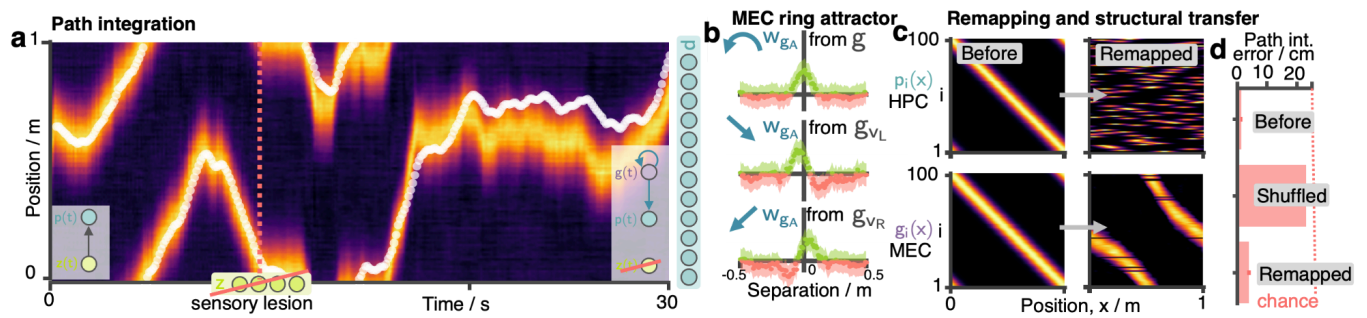 Path integration
a
1
Position / m
0
p(t)
z(t)
z
sensory lesion
Time / s
30
g(t)
p(t)
z(t)
p
b
MEC ring attractor
w_gA from g
w_gA from g_vL
w_gA from g_vR
-0.5 0 0.5
Separation / m
c
Remapping and structural transfer
100
Before
Remapped
p_i(x)
HPC
i
1
100
g_i(x)
MEC
i
1
0 1
Position, x / m
d
Path int.
error / cm
0 10 20
Before
Shuffled
Remapped
chance